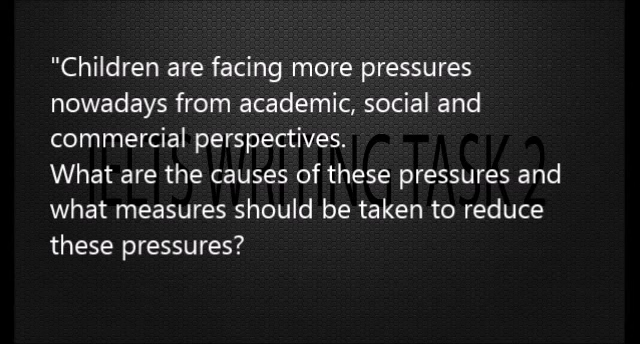 "Children are facing more pressures
nowadays from academic, social and
commercial perspectives.
IELTS WRITING TASK 2
What are the causes of these pressures and
what measures should be taken to reduce
these pressures?